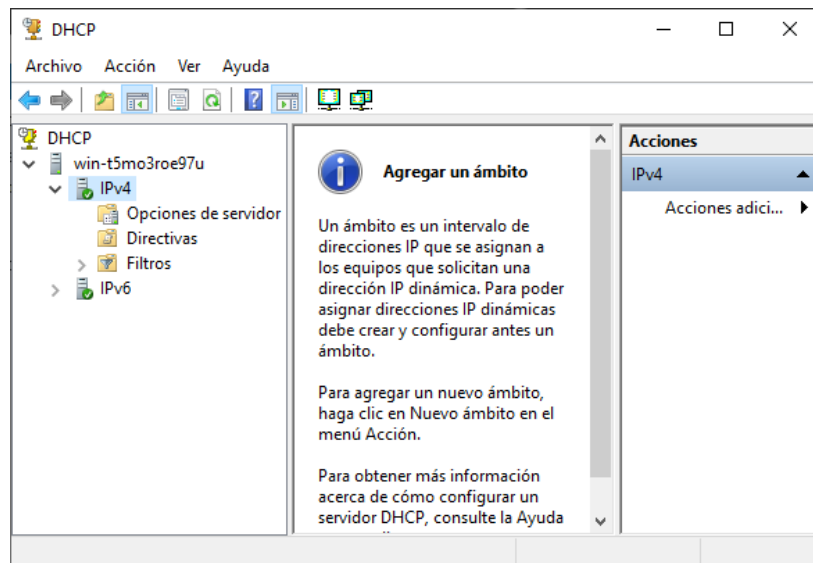 DHCP
Archivo Acción Ver Ayuda
DHCP
win-t5mo3roe97u
IPv4
Opciones de servidor
Directivas
Filtros
IPv6
Agregar un ámbito
Un ámbito es un intervalo de
direcciones IP que se asignan a
los equipos que solicitan una
dirección IP dinámica. Para poder
asignar direcciones IP dinámicas
debe crear y configurar antes un
ámbito.
Para agregar un nuevo ámbito,
haga clic en Nuevo ámbito en el
menú Acción.
Para obtener más información
acerca de cómo configurar un
servidor DHCP, consulte la Ayuda
Acciones
IPv4
Acciones adici...